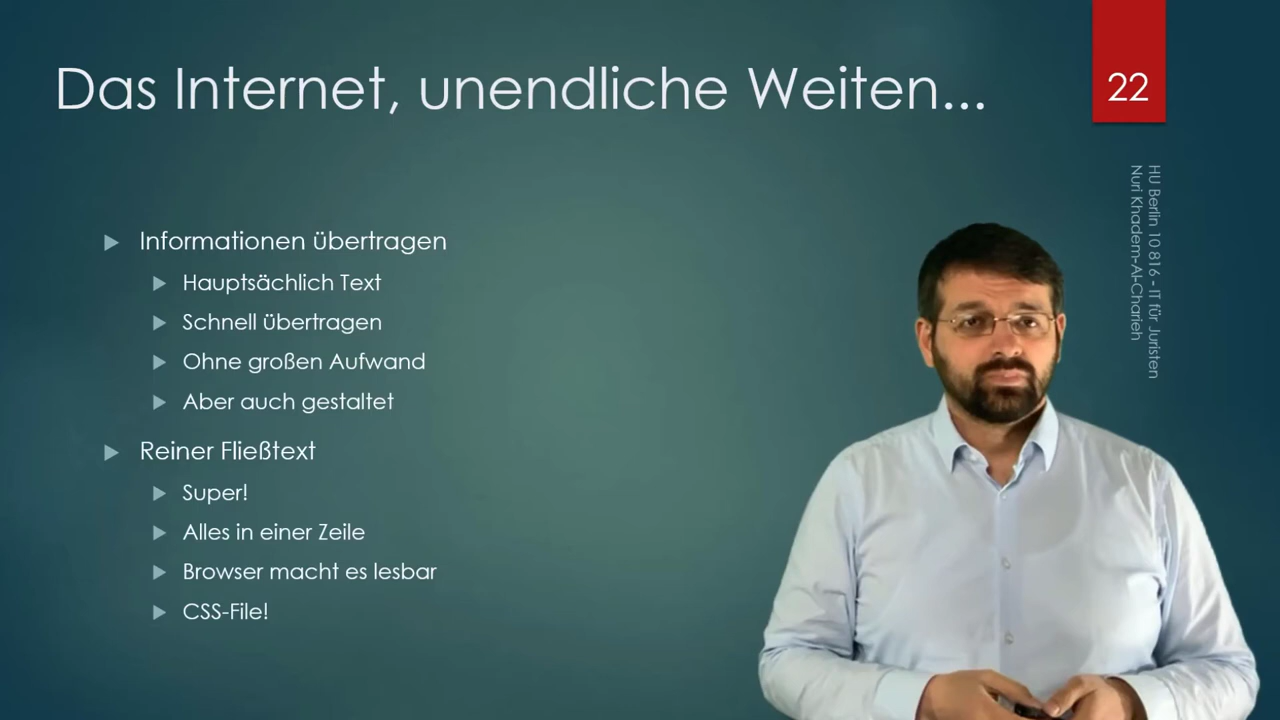 Das Internet, unendliche Weiten...
22
HU Berlin 10 816 - IT für Juristen
Nuri Khadem-Al-Charieh
Informationen übertragen
Hauptsächlich Text
Schnell übertragen
Ohne großen Aufwand
Aber auch gestaltet
Reiner Fließtext
Super!
Alles in einer Zeile
Browser macht es lesbar
CSS-File!